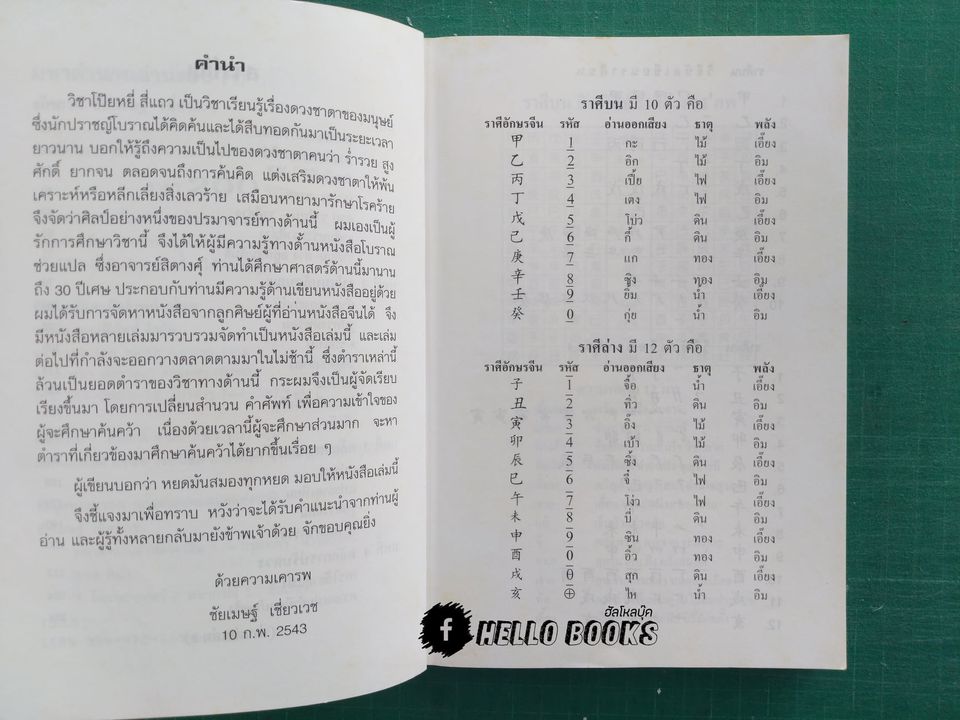 คำนำ
วิชาโป๊ยหยี่ สี่แถว เป็นวิชาเรียนรู้เรื่องดวงชาตาของมนุษย์
ซึ่งนักปราชญ์โบราณได้คิดค้นและได้สืบทอดกันมาเป็นระยะเวลา
ยาวนาน บอกให้รู้ถึงความเป็นไปของดวงชาตาคนว่า ร่ำรวย สูง
ศักดิ์ ยากจน ตลอดจนถึงการค้นคิด แต่งเสริมดวงชาตาให้พ้น
เคราะห์หรือหลีกเลี่ยงสิ่งเลวร้าย เสมือนหายามารักษาโรคร้าย
จึงจัดว่าศิลป์อย่างหนึ่งของปรมาจารย์ทางด้านนี้ ผมเองเป็นผู้
รักการศึกษาวิชานี้ จึงได้ให้ผู้มีความรู้ทางด้านหนังสือโบราณ
ช่วยแปล ซึ่งอาจารย์สิตางศุ์ ท่านได้ศึกษาศาสตร์ด้านนี้มานาน
ถึง 30 ปีเศษ ประกอบกับท่านมีความรู้ด้านเขียนหนังสืออยู่ด้วย
ผมได้รับการจัดหาหนังสือจากลูกศิษย์ผู้ที่อ่านหนังสือจีนได้ จึง
มีหนังสือหลายเล่มมารวบรวมจัดทำเป็นหนังสือเล่มนี้ และเล่ม
ต่อไปที่กำลังจะออกวางตลาดตามมาในไม่ช้านี้ ซึ่งตำราเหล่านี้
ล้วนเป็นยอดตำราของวิชาทางด้านนี้ กระผมจึงเป็นผู้จัดเรียบ
เรียงขึ้นมา โดยการเปลี่ยนสำนวน คำศัพท์ เพื่อความเข้าใจของ
ผู้จะศึกษาค้นคว้า เนื่องด้วยเวลานี้ผู้จะศึกษาส่วนมาก จะหา
ตำราที่เกี่ยวข้องมาศึกษาค้นคว้าได้ยากขึ้นเรื่อย ๆ
ผู้เขียนบอกว่า หยดมันสมองทุกหยด มอบให้หนังสือเล่มนี้
จึงชี้แจงมาเพื่อทราบ หวังว่าจะได้รับคำแนะนำจากท่านผู้
อ่าน และผู้รู้ทั้งหลายกลับมายังข้าพเจ้าด้วย จักขอบคุณยิ่ง
ด้วยความเคารพ
ชัยเมษฐ์ เชี่ยวเวช
10 ก.พ. 2543
ราศีบน มี 10 ตัว คือ
ราศีอักษรจีน รหัส อ่านออกเสียง ธาตุ พลัง
甲 1 กะ ไม้ เอี๊ยง
乙 2 อิก ไม้ อิม
丙 3 เปี้ย ไฟ เอี๊ยง
丁 4 เตง ไฟ อิม
戊 5 โบ่ว ดิน เอี๊ยง
己 6 กี้ ดิน อิม
庚 7 แก ทอง เอี๊ยง
辛 8 ซิง ทอง อิม
壬 9 ยิ้ม น้ำ เอี๊ยง
癸 0 กุ่ย น้ำ อิม
ราศีล่าง มี 12 ตัว คือ
ราศีอักษรจีน รหัส อ่านออกเสียง ธาตุ พลัง
子 1 จื้อ น้ำ เอี๊ยง
丑 2 ทิ่ว ดิน อิม
寅 3 อิ๊ง ไม้ เอี๊ยง
卯 4 เบ้า ไม้ อิม
辰 5 ซิ้ง ดิน เอี๊ยง
巳 6 จี๋ ไฟ อิม
午 7 โง่ว ไฟ เอี๊ยง
未 8 บี่ ดิน อิม
申 9 ซิน ทอง เอี๊ยง
酉 0 อิ้ว ทอง อิม
戌 0 สุก ดิน เอี๊ยง
亥 ⊕ ไห น้ำ อิม
ฮัลโหลบุ๊ค
f HELLO BOOKS